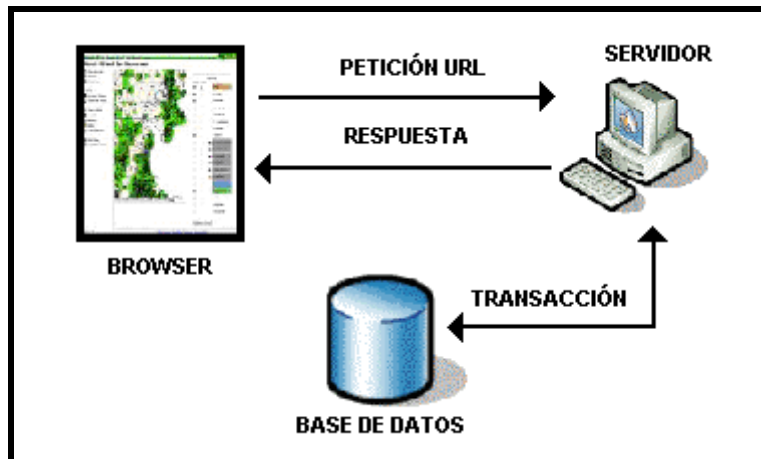 PETICIÓN URL
SERVIDOR
RESPUESTA
BROWSER
TRANSACCIÓN
BASE DE DATOS